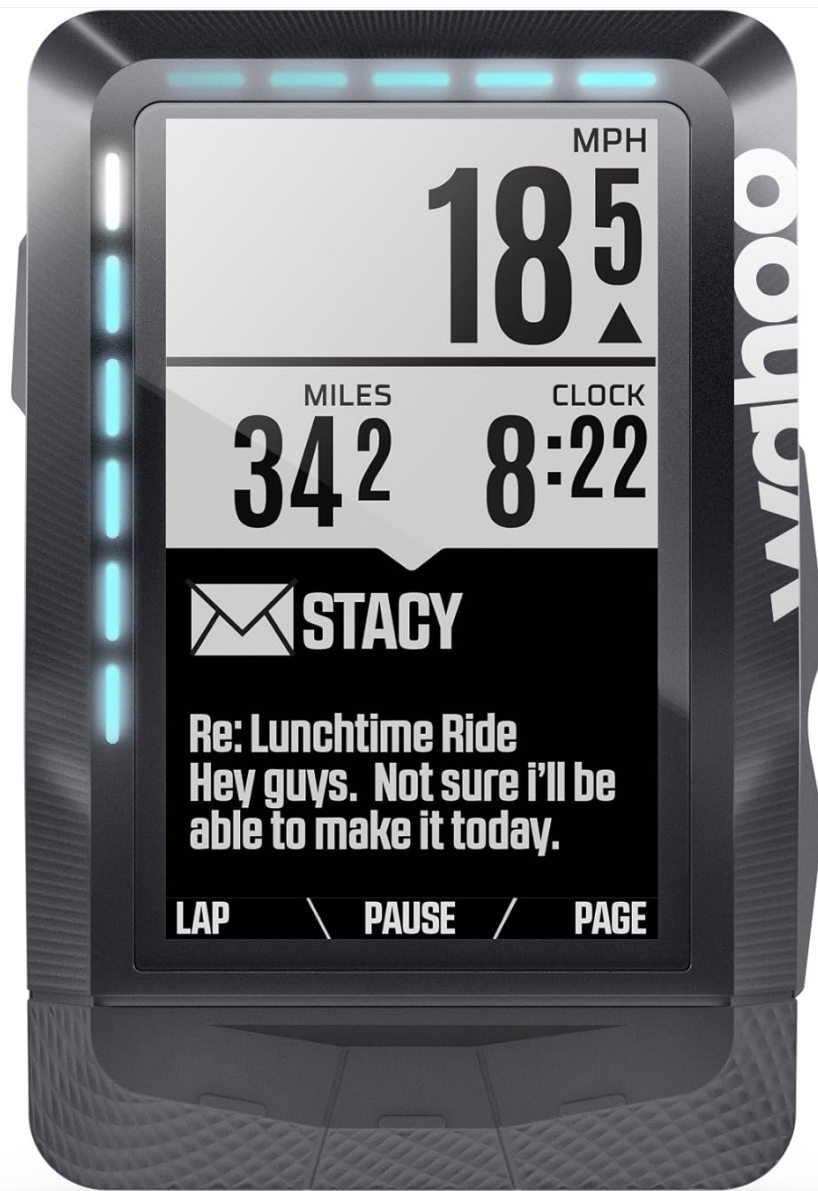 MPH
18 5
MILES
34 2
CLOCK
8:22
wahoo
STACY
Re: Lunchtime Ride
Hey guys.  Not sure i'll be
able to make it today.
LAP \ PAUSE / PAGE